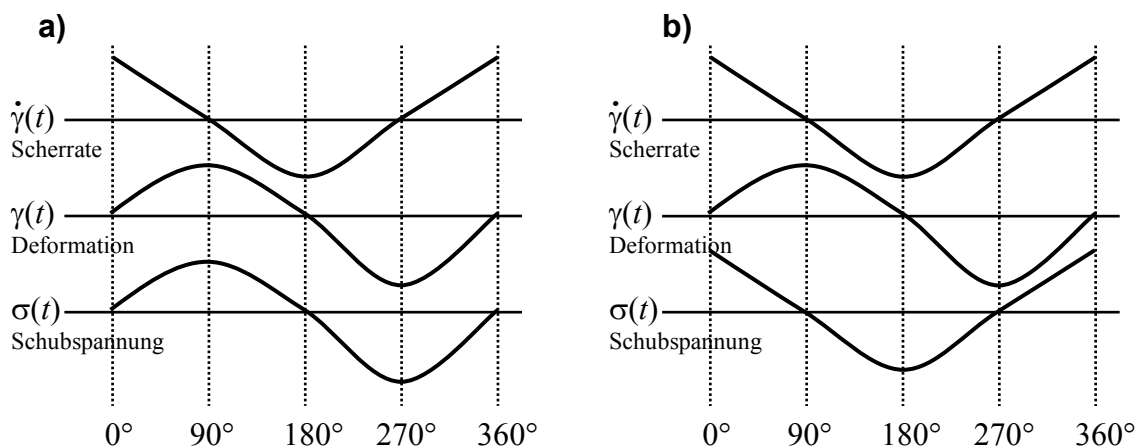 a)
γ̇(t)
Scherrate
γ(t)
Deformation
σ(t)
Schubspannung
0° 90° 180° 270° 360°
b)
γ̇(t)
Scherrate
γ(t)
Deformation
σ(t)
Schubspannung
0° 90° 180° 270° 360°